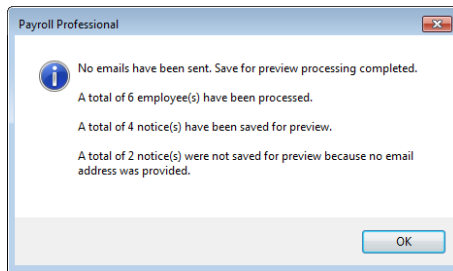 Payroll Professional
No emails have been sent. Save for preview processing completed.
A total of 6 employee(s) have been processed.
A total of 4 notice(s) have been saved for preview.
A total of 2 notice(s) were not saved for preview because no email
address was provided.
OK